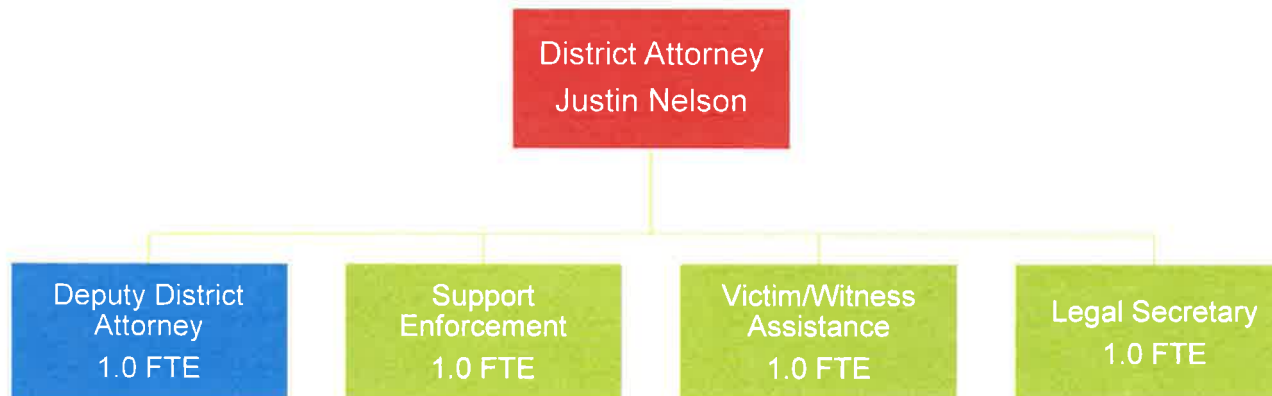 District Attorney
Justin Nelson
Deputy District
Attorney
1.0 FTE
Support
Enforcement
1.0 FTE
Victim/Witness
Assistance
1.0 FTE
Legal Secretary
1.0 FTE